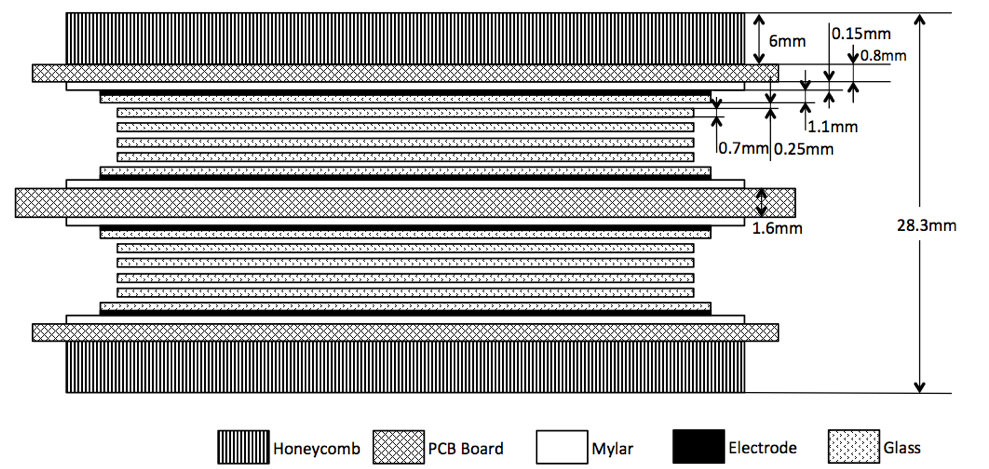 0.15mm
6mm
0.8mm
1.1mm
0.7mm
0.25mm
1.6mm
28.3mm
Honeycomb
PCB Board
Mylar
Electrode
Glass